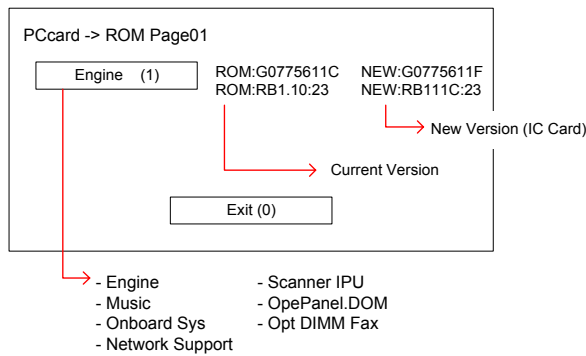 PCcard -> ROM Page01
Engine (1)
ROM:G0775611C NEW:G0775611F
ROM:RB1.10:23 NEW:RB111C:23
New Version (IC Card)
Current Version
Exit (0)
- Engine
- Music
- Onboard Sys
- Network Support
- Scanner IPU
- OpePanel.DOM
- Opt DIMM Fax